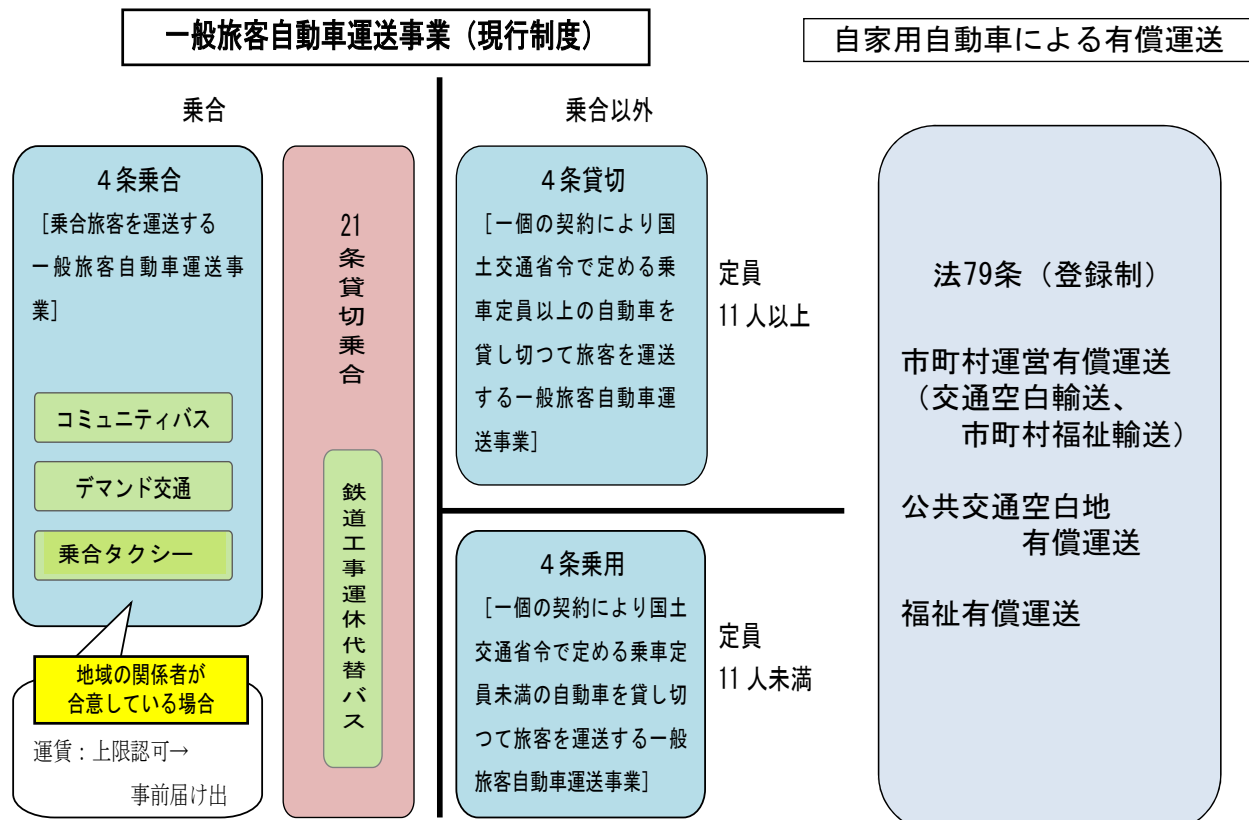 一般旅客自動車運送事業（現行制度）
自家用自動車による有償運送
乗合
乗合以外
４条乗合
［乗合旅客を運送する
一般旅客自動車運送事
業］
コミュニティバス
デマンド交通
乗合タクシー
地域の関係者が
合意している場合
運賃：上限認可→
事前届け出
21条貸切乗合
鉄道工事運休代替バス
４条貸切
［一個の契約により国
土交通省令で定める乗
車定員以上の自動車を
貸し切つて旅客を運送
する一般旅客自動車運
送事業］
定員
11人以上
４条乗用
［一個の契約により国土
交通省令で定める乗車定
員未満の自動車を貸し切
つて旅客を運送する一般
旅客自動車運送事業］
定員
11人未満
法79条（登録制）
市町村運営有償運送
（交通空白輸送、
市町村福祉輸送）
公共交通空白地
有償運送
福祉有償運送